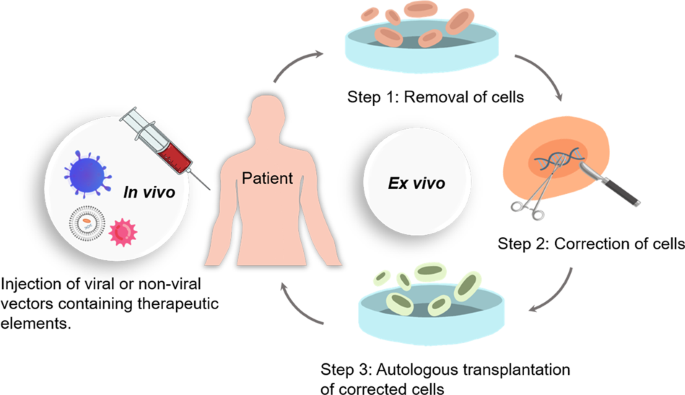 Step 1: Removal of cells
In vivo
Patient
Ex vivo
Step 2: Correction of cells
Injection of viral or non-viral
vectors containing therapeutic
elements.
Step 3: Autologous transplantation
of corrected cells